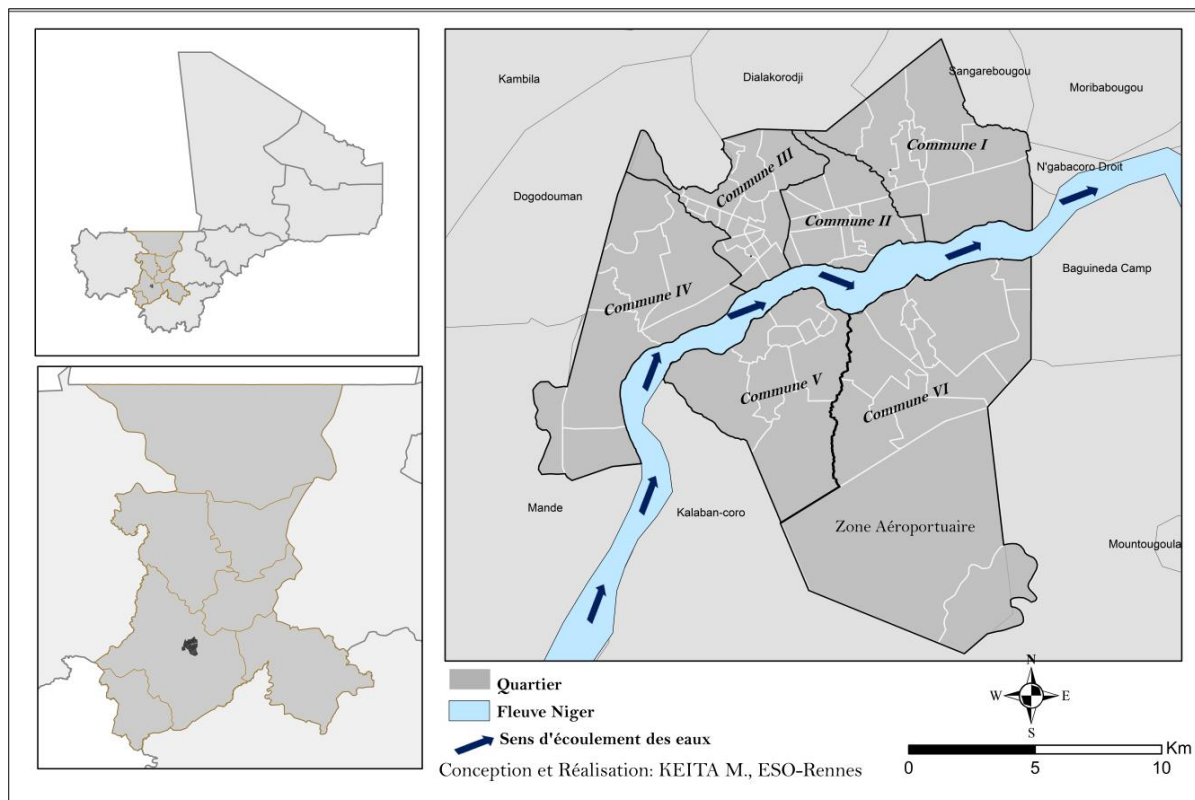 Kambila
Dialakorodji
Sangarebougou
Moribabougou
Commune I
Commune III
N'gabacoro Droit
Dogodouman
Commune II
Baguineda Camp
Commune IV
Commune V
Commune VI
Mande
Kalaban-coro
Zone Aéroportuaire
Mountougoula
Quartier
Fleuve Niger
Sens d'écoulement des eaux
Conception et Réalisation: KEITA M., ESO-Rennes
N
W E
S
Km
0 5 10